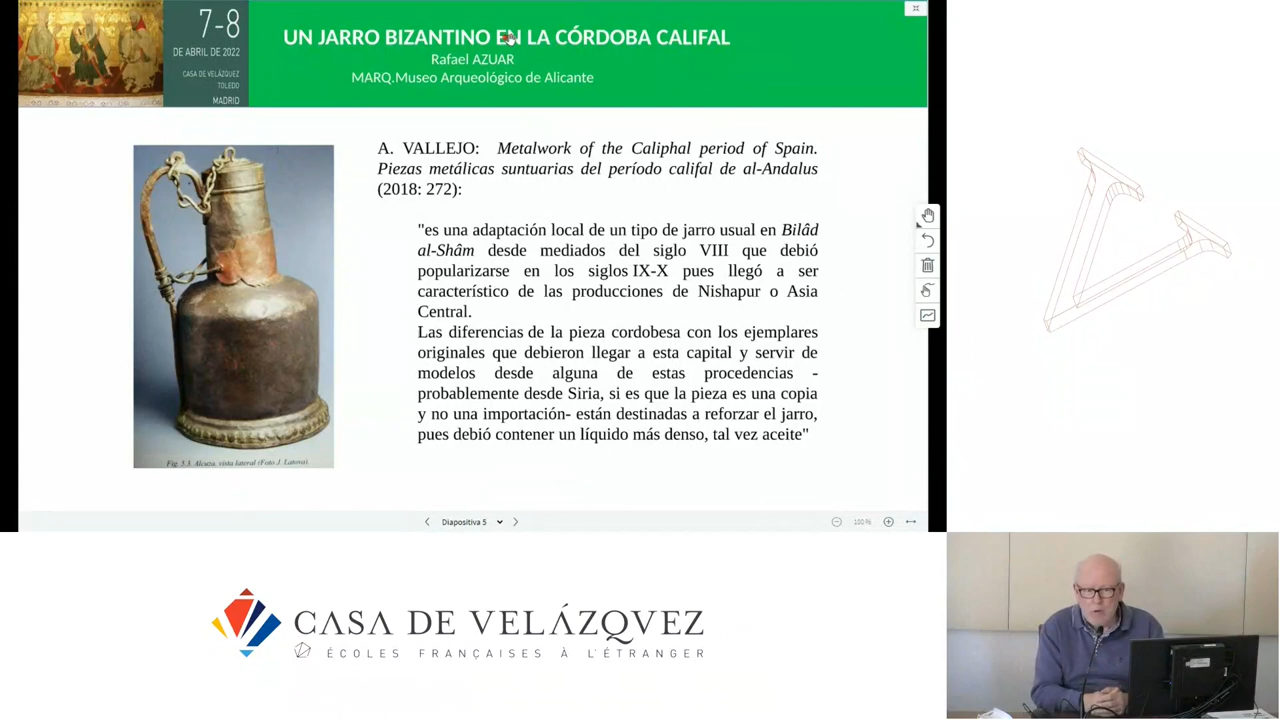 7-8
DE ABRIL DE 2022
CASA DE VELÁZQUEZ
TOLEDO
MADRID
UN JARRO BIZANTINO EN LA CÓRDOBA CALIFAL
Rafael AZUAR
MARQ.Museo Arqueológico de Alicante
A. VALLEJO: Metalwork of the Caliphal period of Spain.
Piezas metálicas suntuarias del período califal de al-Andalus
(2018: 272):
"es una adaptación local de un tipo de jarro usual en Bilâd
al-Shâm desde mediados del siglo VIII que debió
popularizarse en los siglos IX-X pues llegó a ser
característico de las producciones de Nishapur o Asia
Central.
Las diferencias de la pieza cordobesa con los ejemplares
originales que debieron llegar a esta capital y servir de
modelos desde alguna de estas procedencias -
probablemente desde Siria, si es que la pieza es una copia
y no una importación- están destinadas a reforzar el jarro,
pues debió contener un líquido más denso, tal vez aceite"
Fig. 5.3. Alcuza, vista lateral (Foto J. Latova).
Diapositiva 5
100 %
CASA DE VELÁZQVEZ
ÉCOLES FRANÇAISES À L'ÉTRANGER